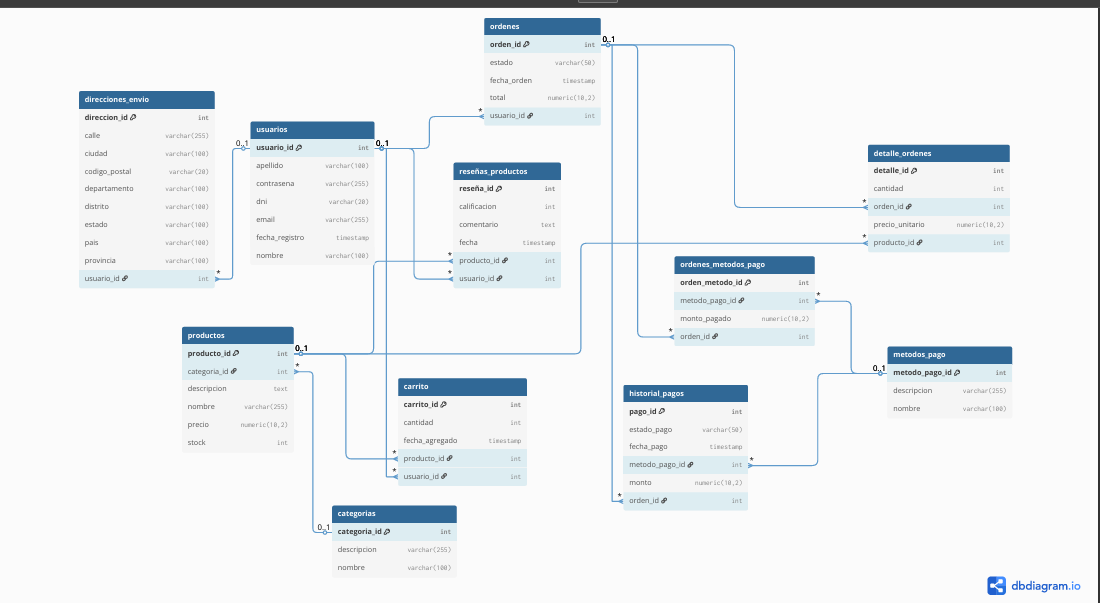 ordenes
orden_id int
estado varchar(50)
fecha_orden timestamp
total numeric(10,2)
usuario_id int
direcciones_envio
direccion_id int
calle varchar(255)
ciudad varchar(100)
codigo_postal varchar(20)
departamento varchar(100)
distrito varchar(100)
estado varchar(100)
pais varchar(100)
provincia varchar(100)
usuario_id int
usuarios
usuario_id int
apellido varchar(100)
contrasena varchar(255)
dni varchar(20)
email varchar(255)
fecha_registro timestamp
nombre varchar(100)
reseñas_productos
reseña_id int
calificacion int
comentario text
fecha timestamp
producto_id int
usuario_id int
detalle_ordenes
detalle_id int
cantidad int
orden_id int
precio_unitario numeric(10,2)
producto_id int
ordenes_metodos_pago
orden_metodo_id int
metodo_pago_id int
monto_pagado numeric(10,2)
orden_id int
productos
producto_id int
categoria_id int
descripcion text
nombre varchar(255)
precio numeric(10,2)
stock int
carrito
carrito_id int
cantidad int
fecha_agregado timestamp
producto_id int
usuario_id int
historial_pagos
pago_id int
estado_pago varchar(50)
fecha_pago timestamp
metodo_pago_id int
monto numeric(10,2)
orden_id int
metodos_pago
metodo_pago_id int
descripcion varchar(255)
nombre varchar(100)
categorias
categoria_id int
descripcion varchar(255)
nombre varchar(100)
0..1
0..1
0..1
0..1
0..1
0..1
*
*
*
*
*
*
*
*
*
*
*
*
*
dbdiagram.io